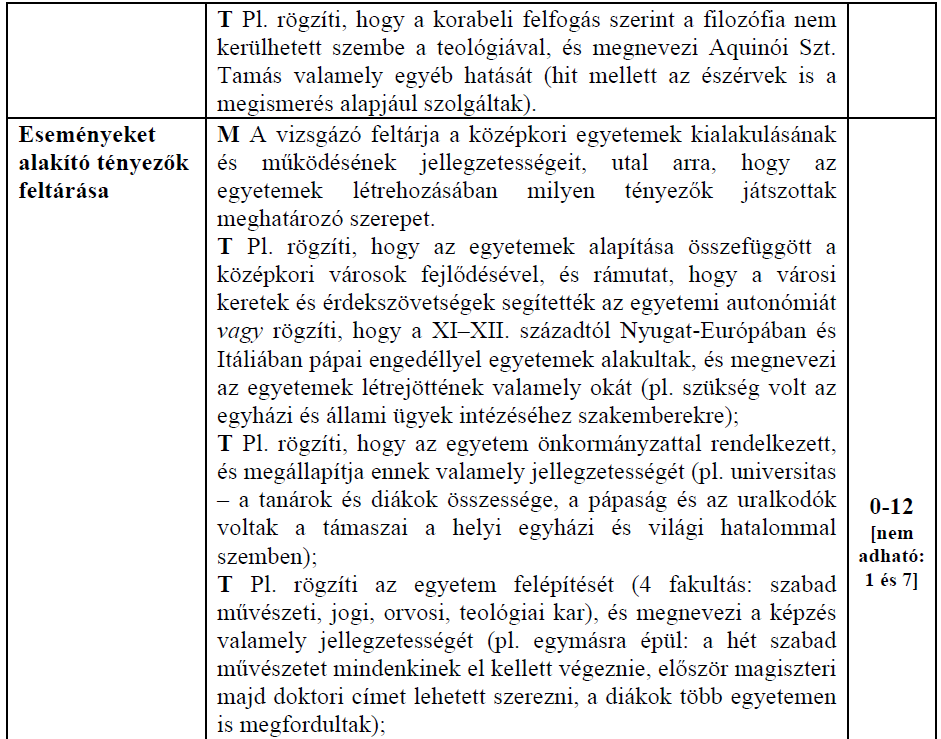 T Pl. rögzíti, hogy a korabeli felfogás szerint a filozófia nem
kerülhetett szembe a teológiával, és megnevezi Aquinói Szt.
Tamás valamely egyéb hatását (hit mellett az észérvek is a
megismerés alapjául szolgáltak).
Eseményeket
alakító tényezők
feltárása
M A vizsgázó feltárja a középkori egyetemek kialakulásának
és működésének jellegzetességeit, utal arra, hogy az
egyetemek létrehozásában milyen tényezők játszottak
meghatározó szerepet.
T Pl. rögzíti, hogy az egyetemek alapítása összefüggött a
középkori városok fejlődésével, és rámutat, hogy a városi
keretek és érdekszövetségek segítették az egyetemi autonómiát
vagy rögzíti, hogy a XI–XII. századtól Nyugat-Európában és
Itáliában pápai engedéllyel egyetemek alakultak, és megnevezi
az egyetemek létrejöttének valamely okát (pl. szükség volt az
egyházi és állami ügyek intézéséhez szakemberekre);
T Pl. rögzíti, hogy az egyetem önkormányzattal rendelkezett,
és megállapítja ennek valamely jellegzetességét (pl. universitas
– a tanárok és diákok összessége, a pápaság és az uralkodók
voltak a támaszai a helyi egyházi és világi hatalommal
szemben);
T Pl. rögzíti az egyetem felépítését (4 fakultás: szabad
művészeti, jogi, orvosi, teológiai kar), és megnevezi a képzés
valamely jellegzetességét (pl. egymásra épül: a hét szabad
művészetet mindenkinek el kellett végeznie, először magiszteri
majd doktori címet lehetett szerezni, a diákok több egyetemen
is megfordultak);
0-12
[nem
adható:
1 és 7]